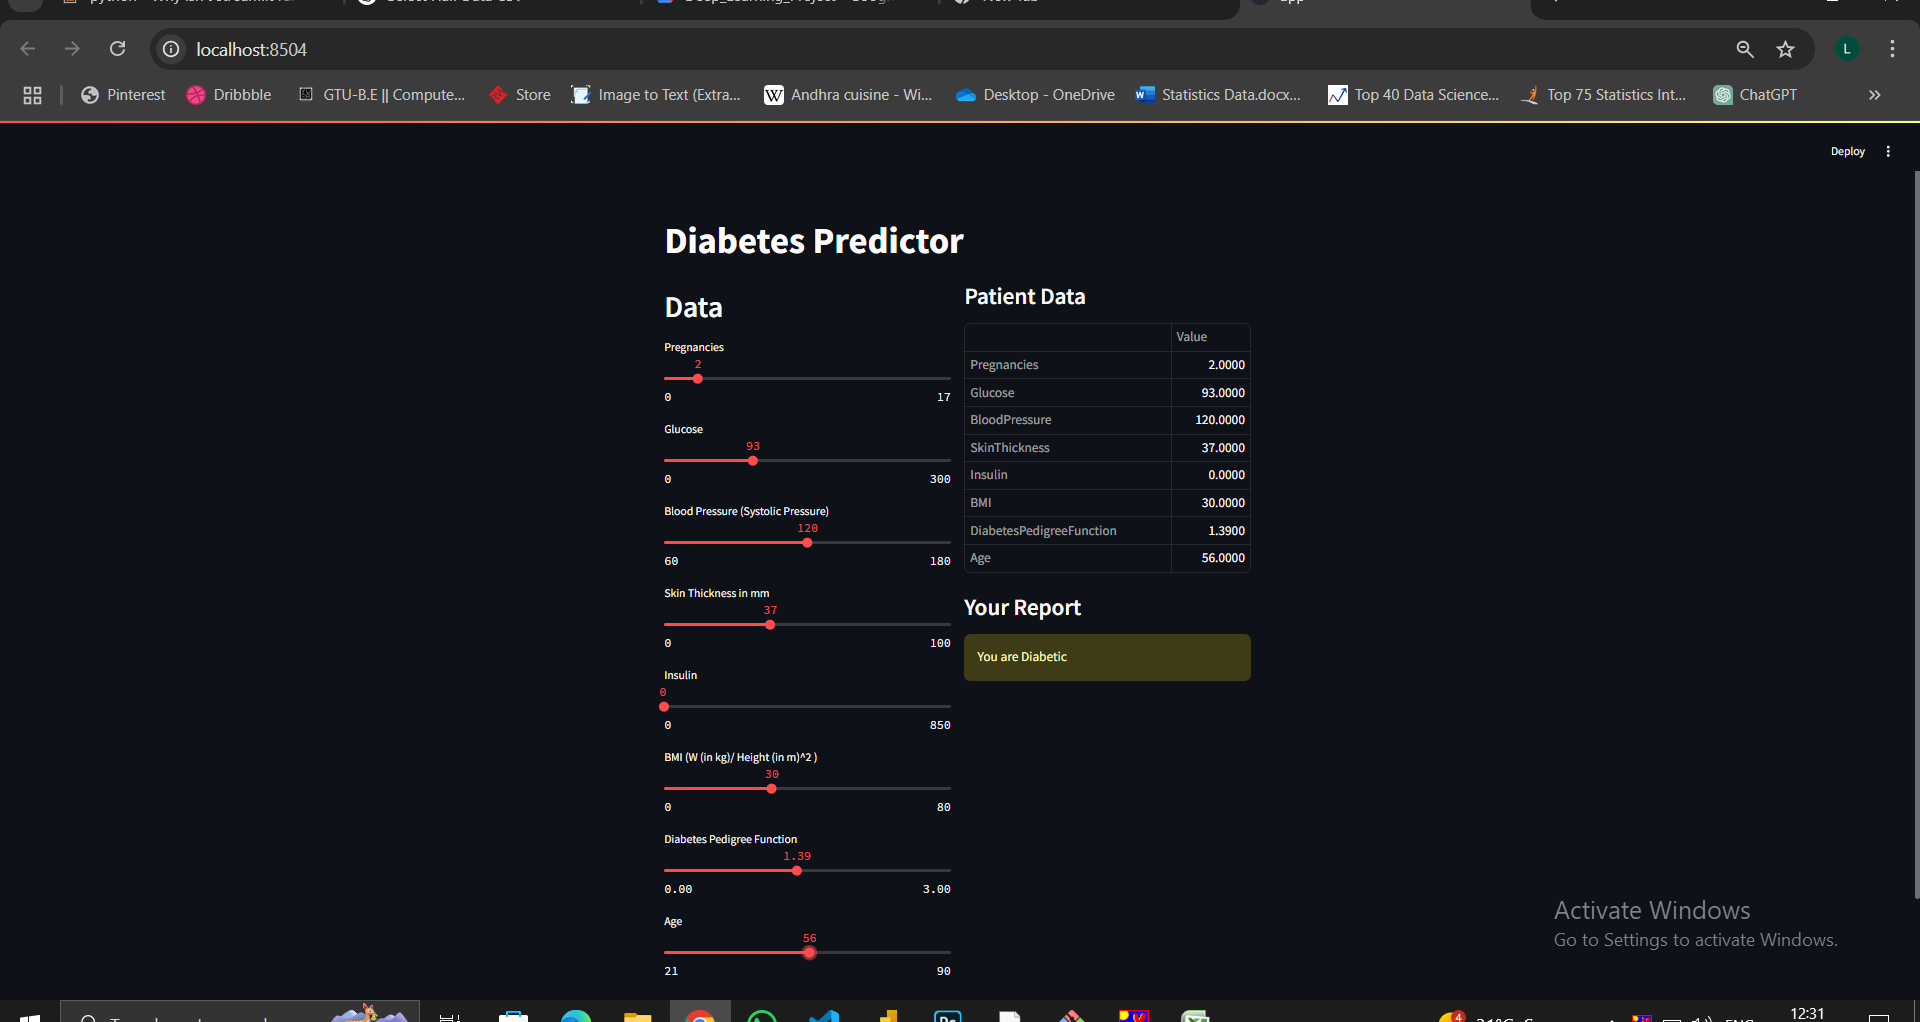 localhost:8504
L
Pinterest
Dribbble
GTU-B.E || Compute...
Store
Image to Text (Extra...
Andhra cuisine - Wi...
Desktop - OneDrive
Statistics Data.docx...
Top 40 Data Science...
Top 75 Statistics Int...
ChatGPT
»
Deploy
Diabetes Predictor
Data
Pregnancies
2
0 17
Glucose
93
0 300
Blood Pressure (Systolic Pressure)
120
60 180
Skin Thickness in mm
37
0 100
Insulin
0
0 850
BMI (W (in kg)/ Height (in m)^2 )
30
0 80
Diabetes Pedigree Function
1.39
0.00 3.00
Age
56
21 90
Patient Data
Value
Pregnancies 2.0000
Glucose 93.0000
BloodPressure 120.0000
SkinThickness 37.0000
Insulin 0.0000
BMI 30.0000
DiabetesPedigreeFunction 1.3900
Age 56.0000
Your Report
You are Diabetic
Activate Windows
Go to Settings to activate Windows.
4
12:31